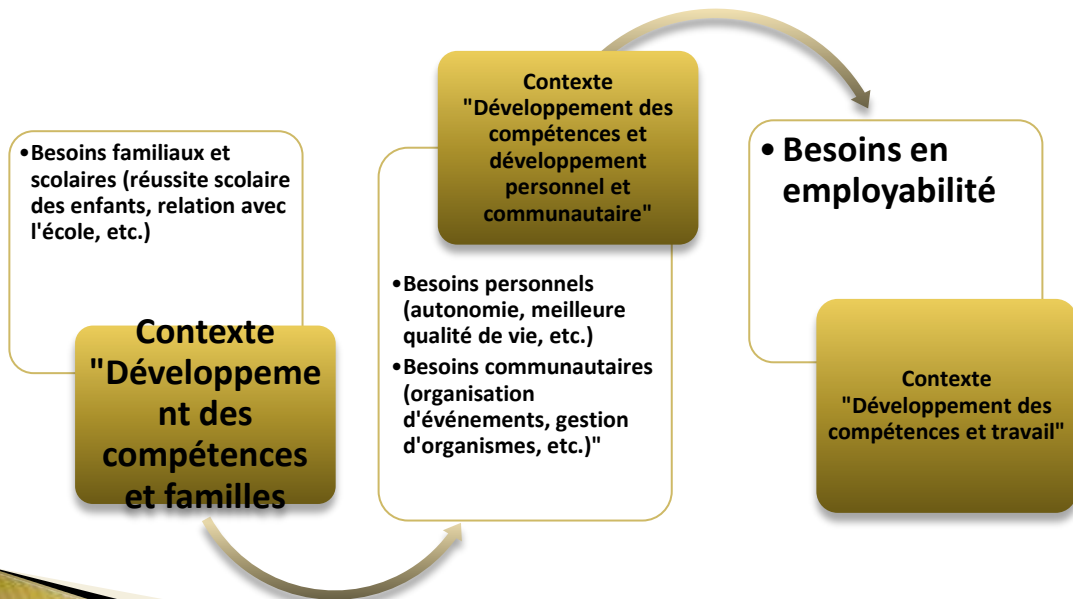 •Besoins familiaux et
scolaires (réussite scolaire
des enfants, relation avec
l'école, etc.)
Contexte
"Développeme
nt des
compétences
et familles
Contexte
"Développement des
compétences et
développement
personnel et
communautaire"
•Besoins personnels
(autonomie, meilleure
qualité de vie, etc.)
•Besoins communautaires
(organisation
d'événements, gestion
d'organismes, etc.)"
• Besoins en
employabilité
Contexte
"Développement des
compétences et travail"